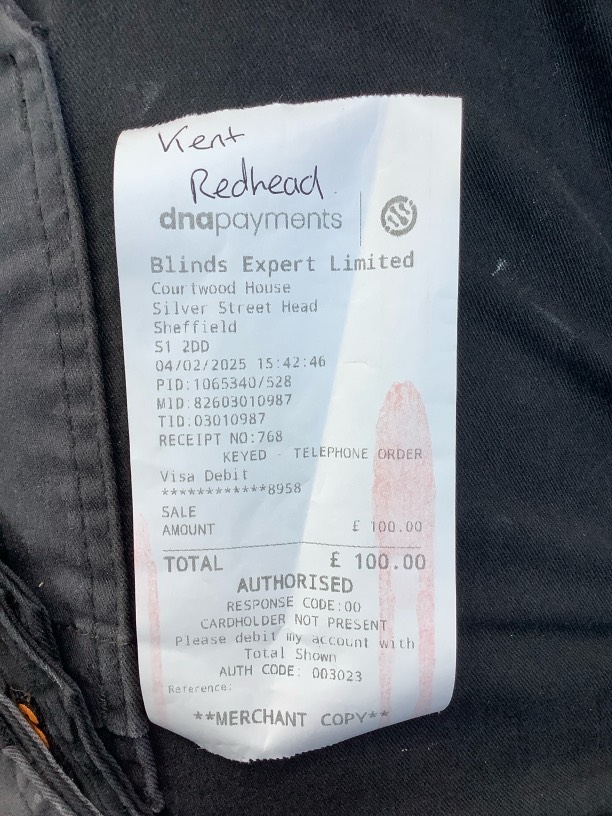 Kent
Redhead
dnapayments
Blinds Expert Limited
Courtwood House
Silver Street Head
Sheffield
S1 2DD
04/02/2025 15:42:46
PID:1065340/528
MID:82603010987
TID:03010987
RECEIPT NO:768
KEYED - TELEPHONE ORDER
Visa Debit
************8958
SALE
AMOUNT £ 100.00
TOTAL £ 100.00
AUTHORISED
RESPONSE CODE:00
CARDHOLDER NOT PRESENT
Please debit my account with
Total Shown
AUTH CODE: 003023
Reference:
**MERCHANT COPY**